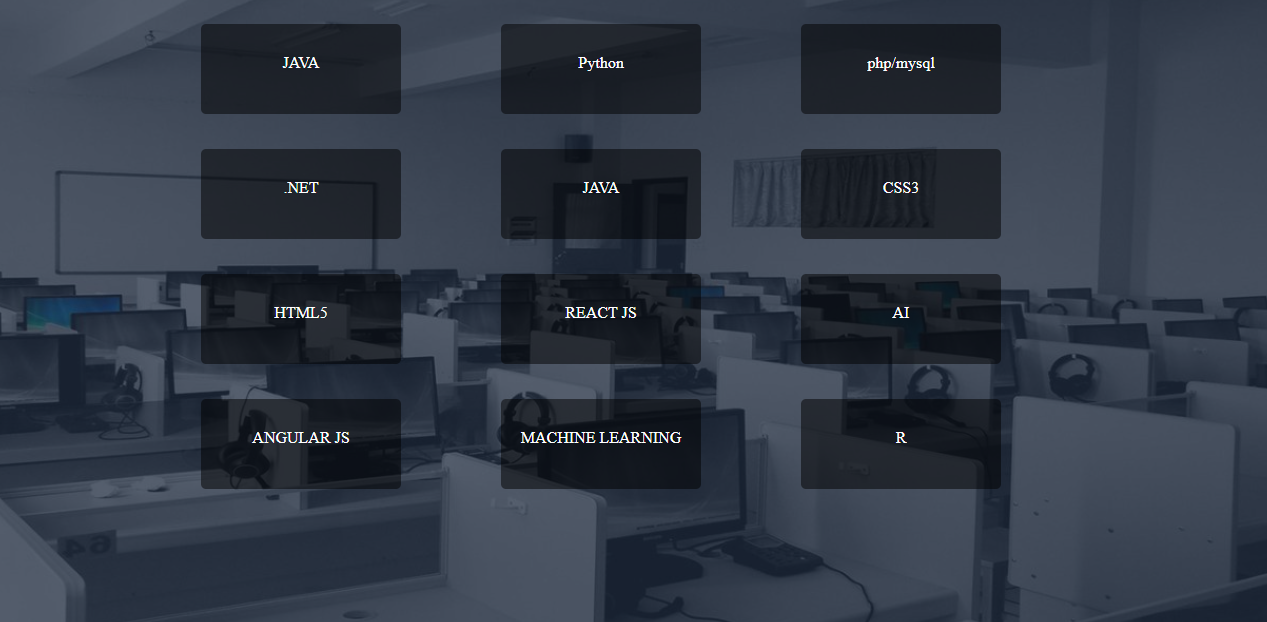 JAVA
Python
php/mysql
.NET
JAVA
CSS3
HTML5
REACT JS
AI
ANGULAR JS
MACHINE LEARNING
R